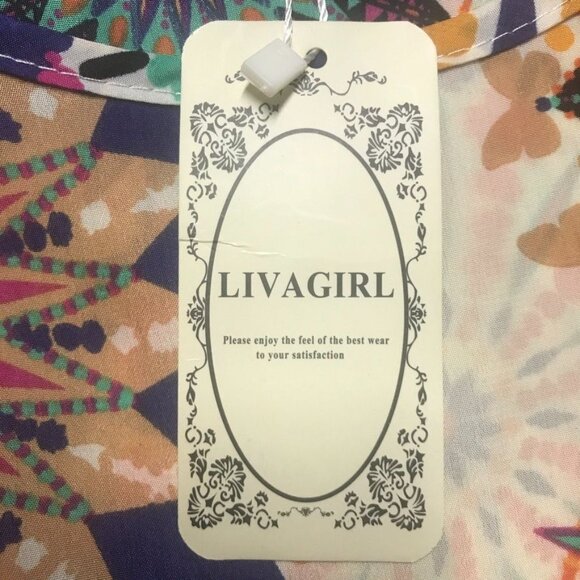 LIVAGIRL
Please enjoy the feel of the best wear
to your satisfaction